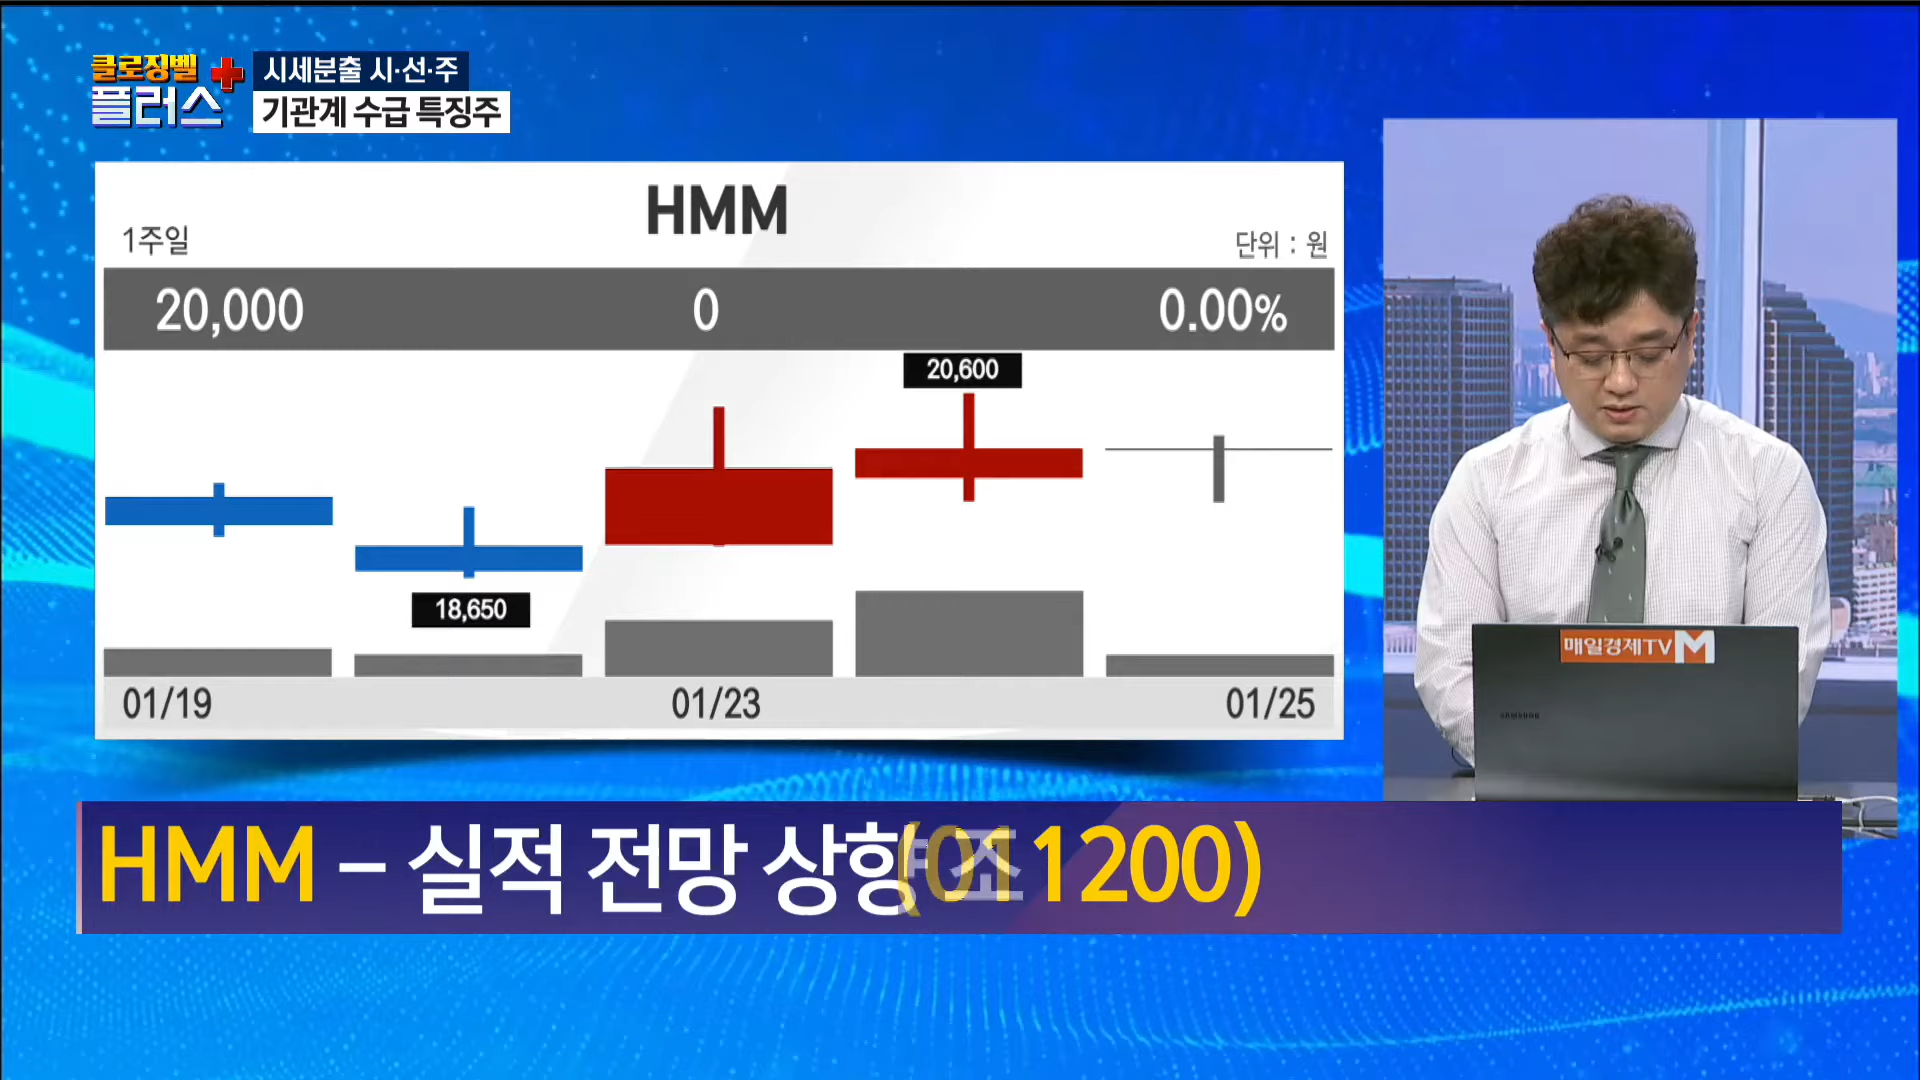 클로징벨
플러스
시세분출 시·선·주
기관계 수급 특징주
HMM
1주일
단위 : 원
20,000 0 0.00%
20,600
18,650
01/19 01/23 01/25
매일경제TV M
SAMSUNG
HMM – 실적 전망 상향 조
(011200)